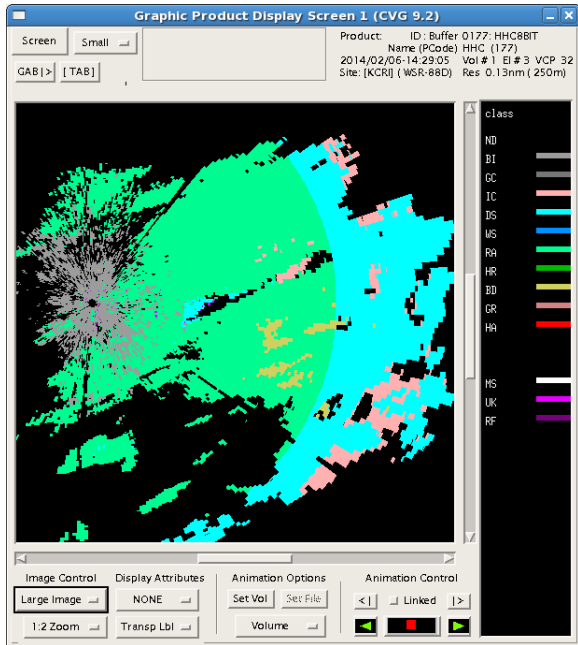 Graphic Product Display Screen 1 (CVG 9.2)
Screen
Small
GAB|>
[TAB]
Product: ID: Buffer 0177: HHC8BIT
Name (PCode) HHC (177)
2014/02/06-14:29:05 Vol# 1 El# 3 VCP 32
Site: [KCRI] ( WSR-88D) Res 0.13nm ( 250m)
class
ND
BI
GC
IC
DS
WS
RA
HR
BD
GR
HA
MS
UK
RF
Image Control
Display Attributes
Animation Options
Animation Control
Large Image
NONE
Set Vol
Set File
<|
Linked
|>
1:2 Zoom
Transp Lbl
Volume